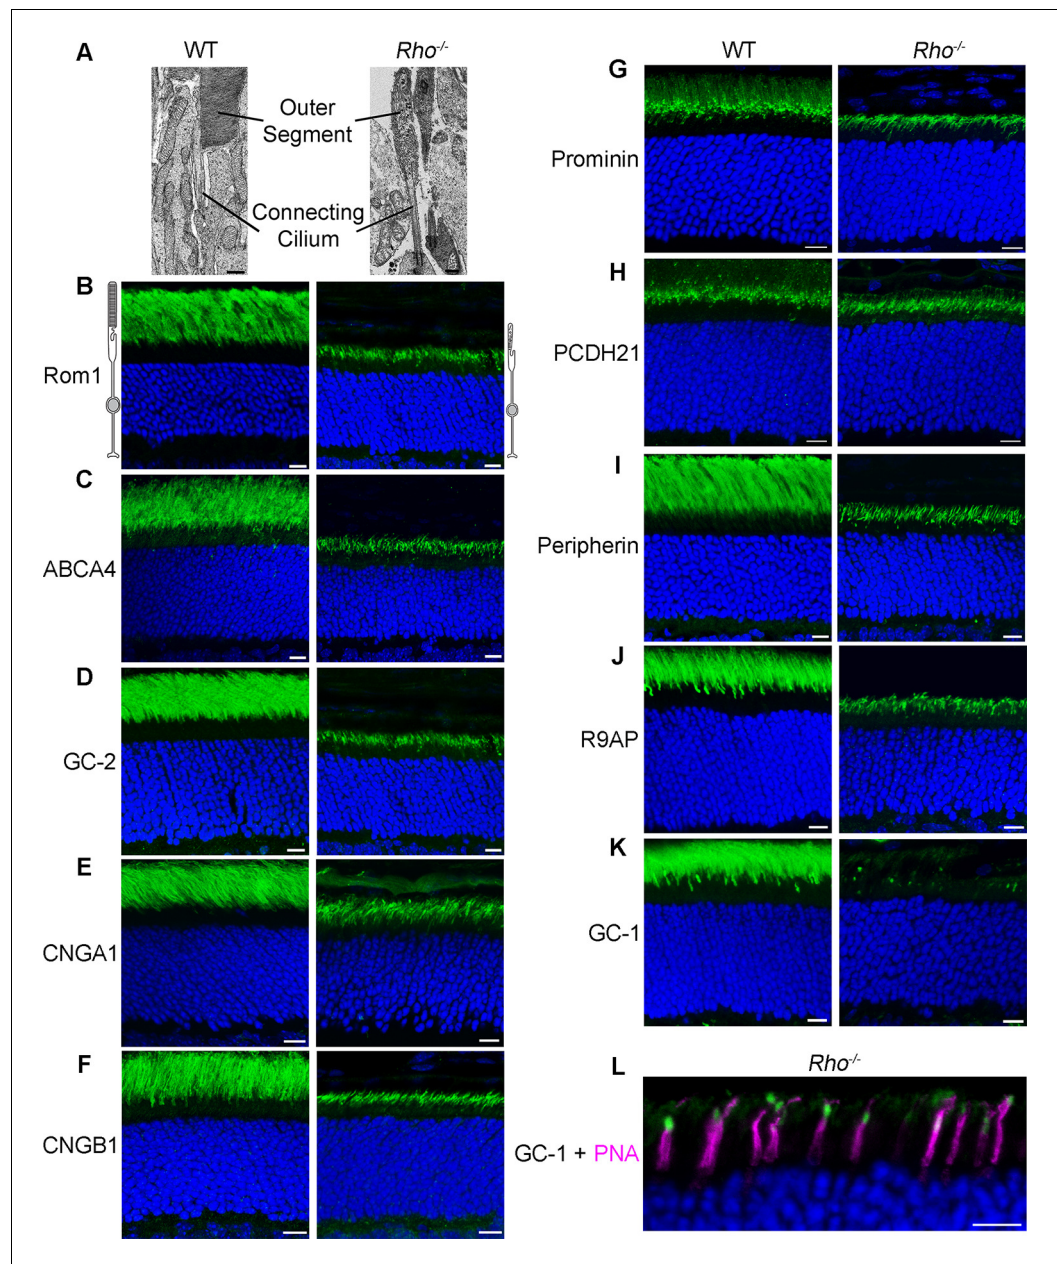 A
WT
Rho-/-
Outer
Segment
Connecting
Cilium
B
Rom1
C
ABCA4
D
GC-2
E
CNGA1
F
CNGB1
WT
Rho-/-
G
Prominin
H
PCDH21
I
Peripherin
J
R9AP
K
GC-1
L
Rho-/-
GC-1 + PNA